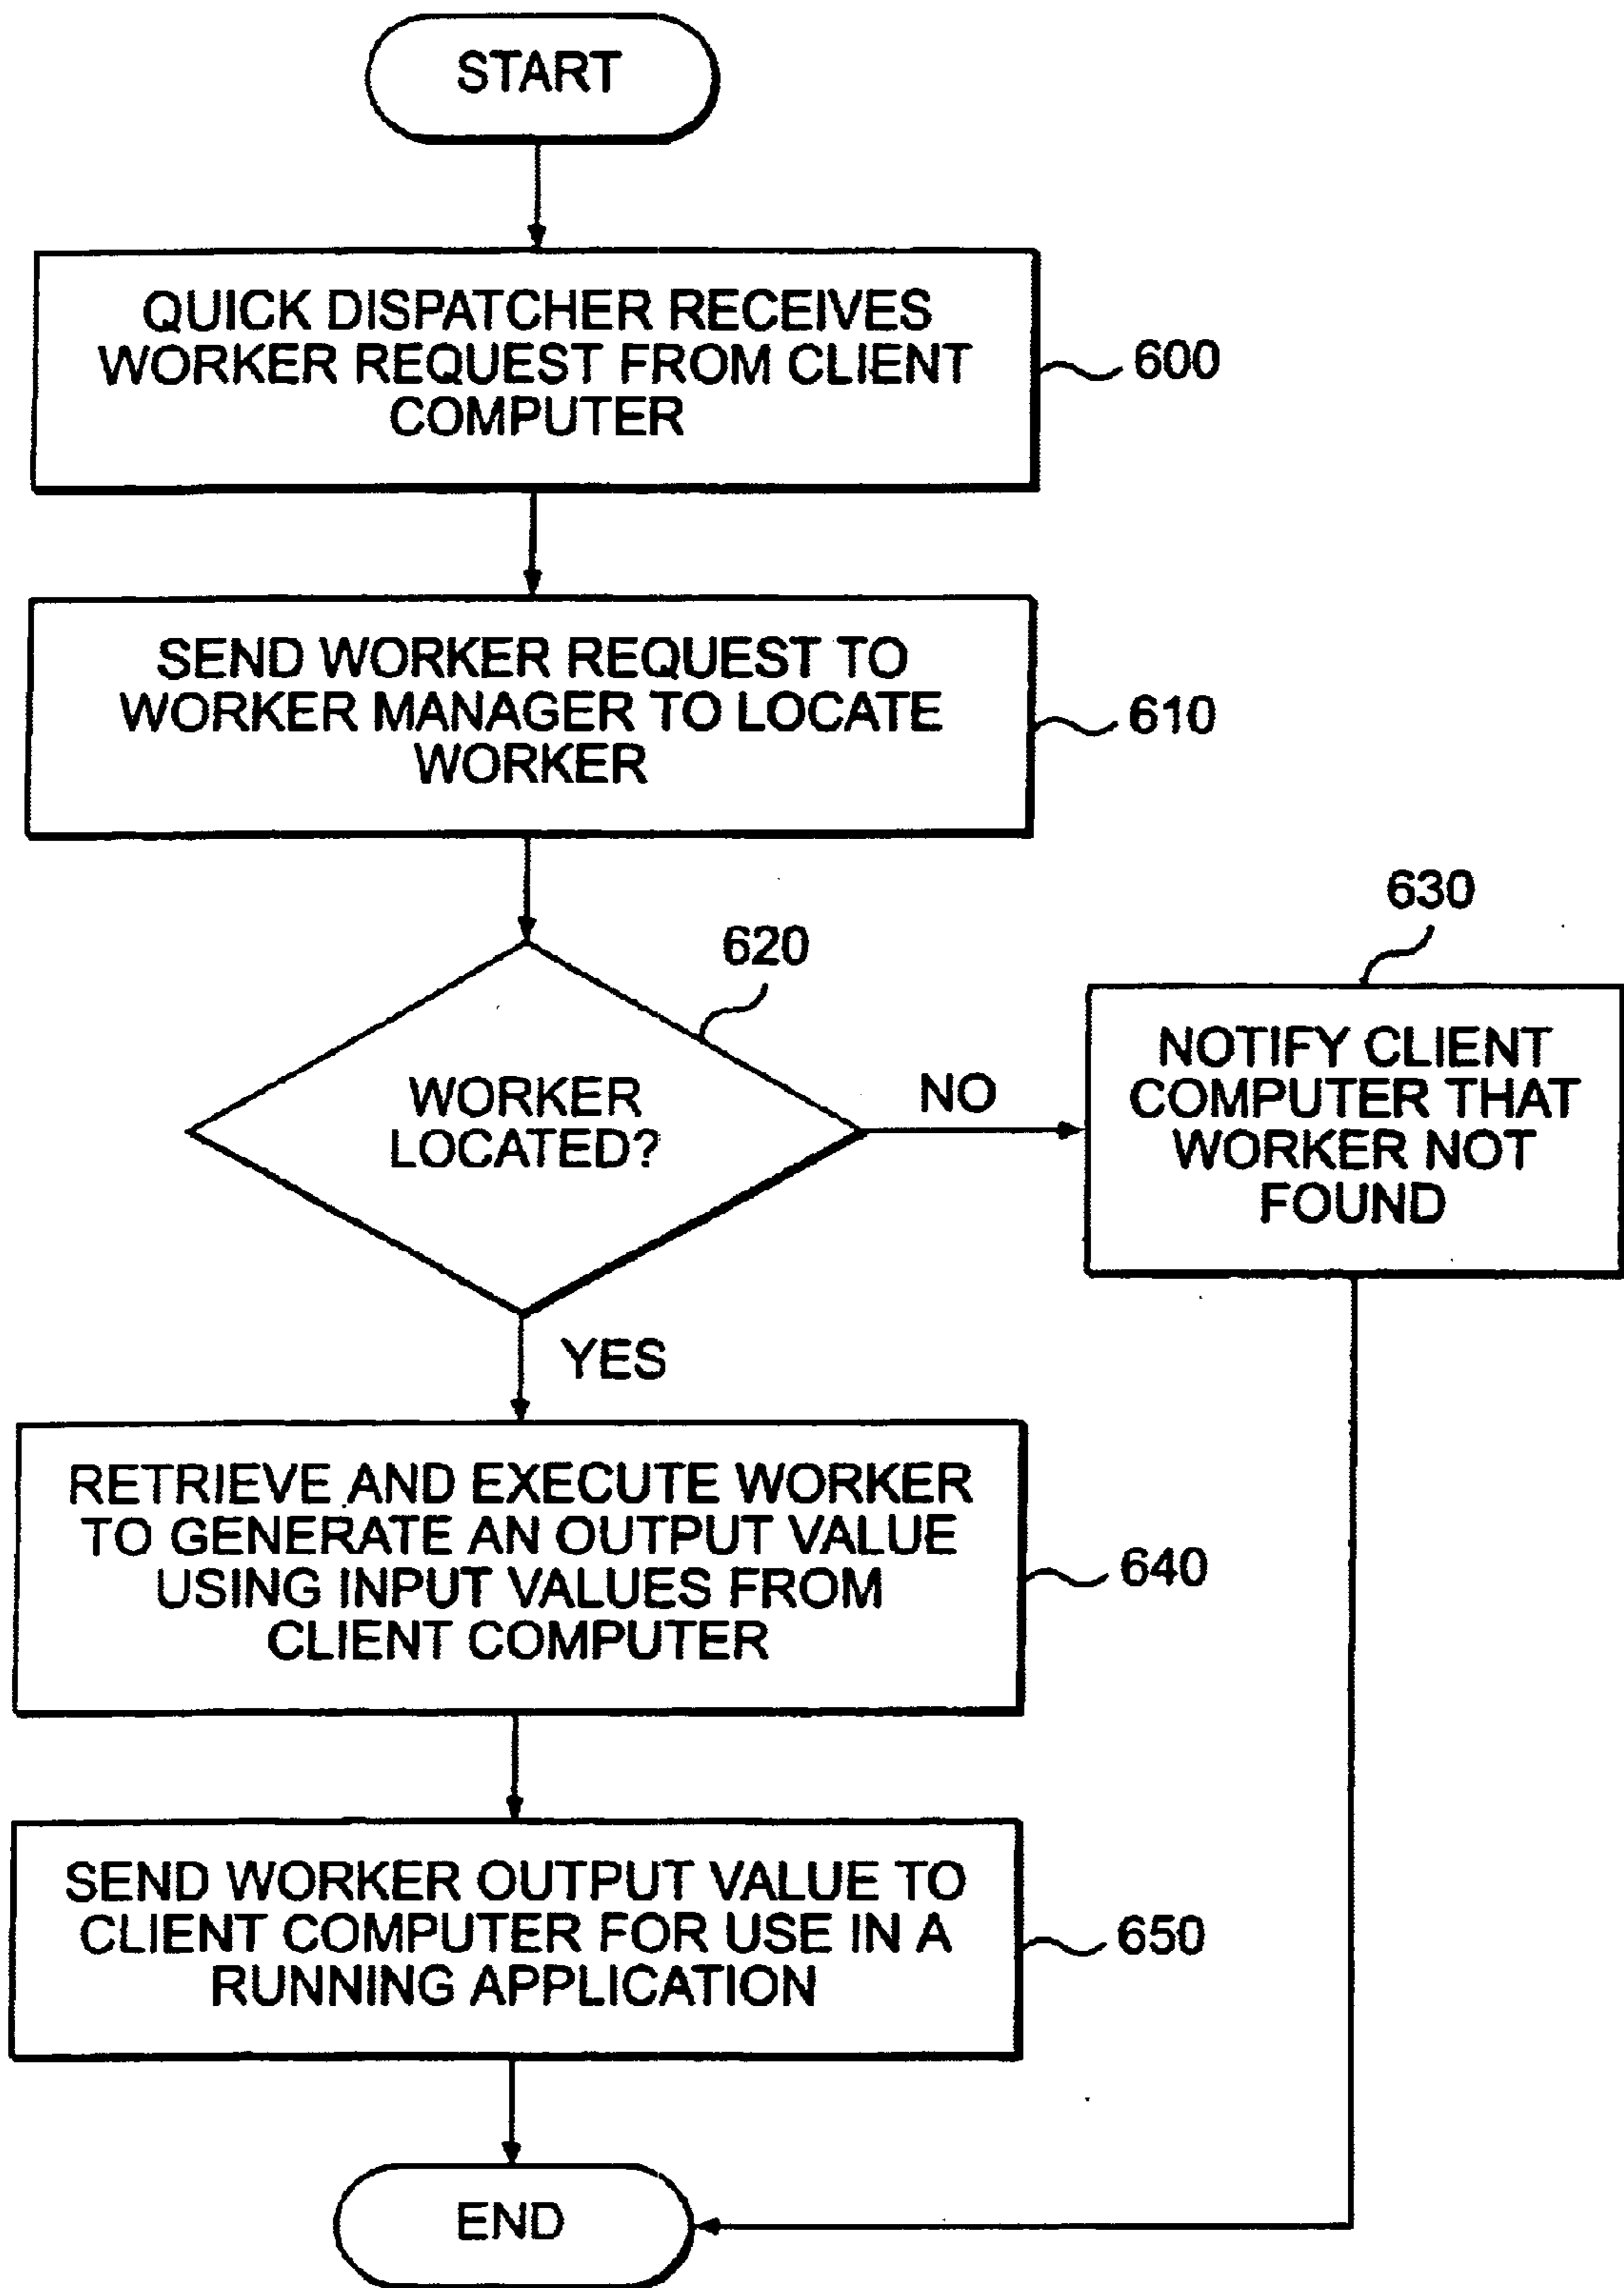 START
QUICK DISPATCHER RECEIVES
WORKER REQUEST FROM CLIENT
COMPUTER
600
SEND WORKER REQUEST TO
WORKER MANAGER TO LOCATE
WORKER
610
620
WORKER
LOCATED?
NO
630
NOTIFY CLIENT
COMPUTER THAT
WORKER NOT
FOUND
YES
RETRIEVE AND EXECUTE WORKER
TO GENERATE AN OUTPUT VALUE
USING INPUT VALUES FROM
CLIENT COMPUTER
640
SEND WORKER OUTPUT VALUE TO
CLIENT COMPUTER FOR USE IN A
RUNNING APPLICATION
650
END